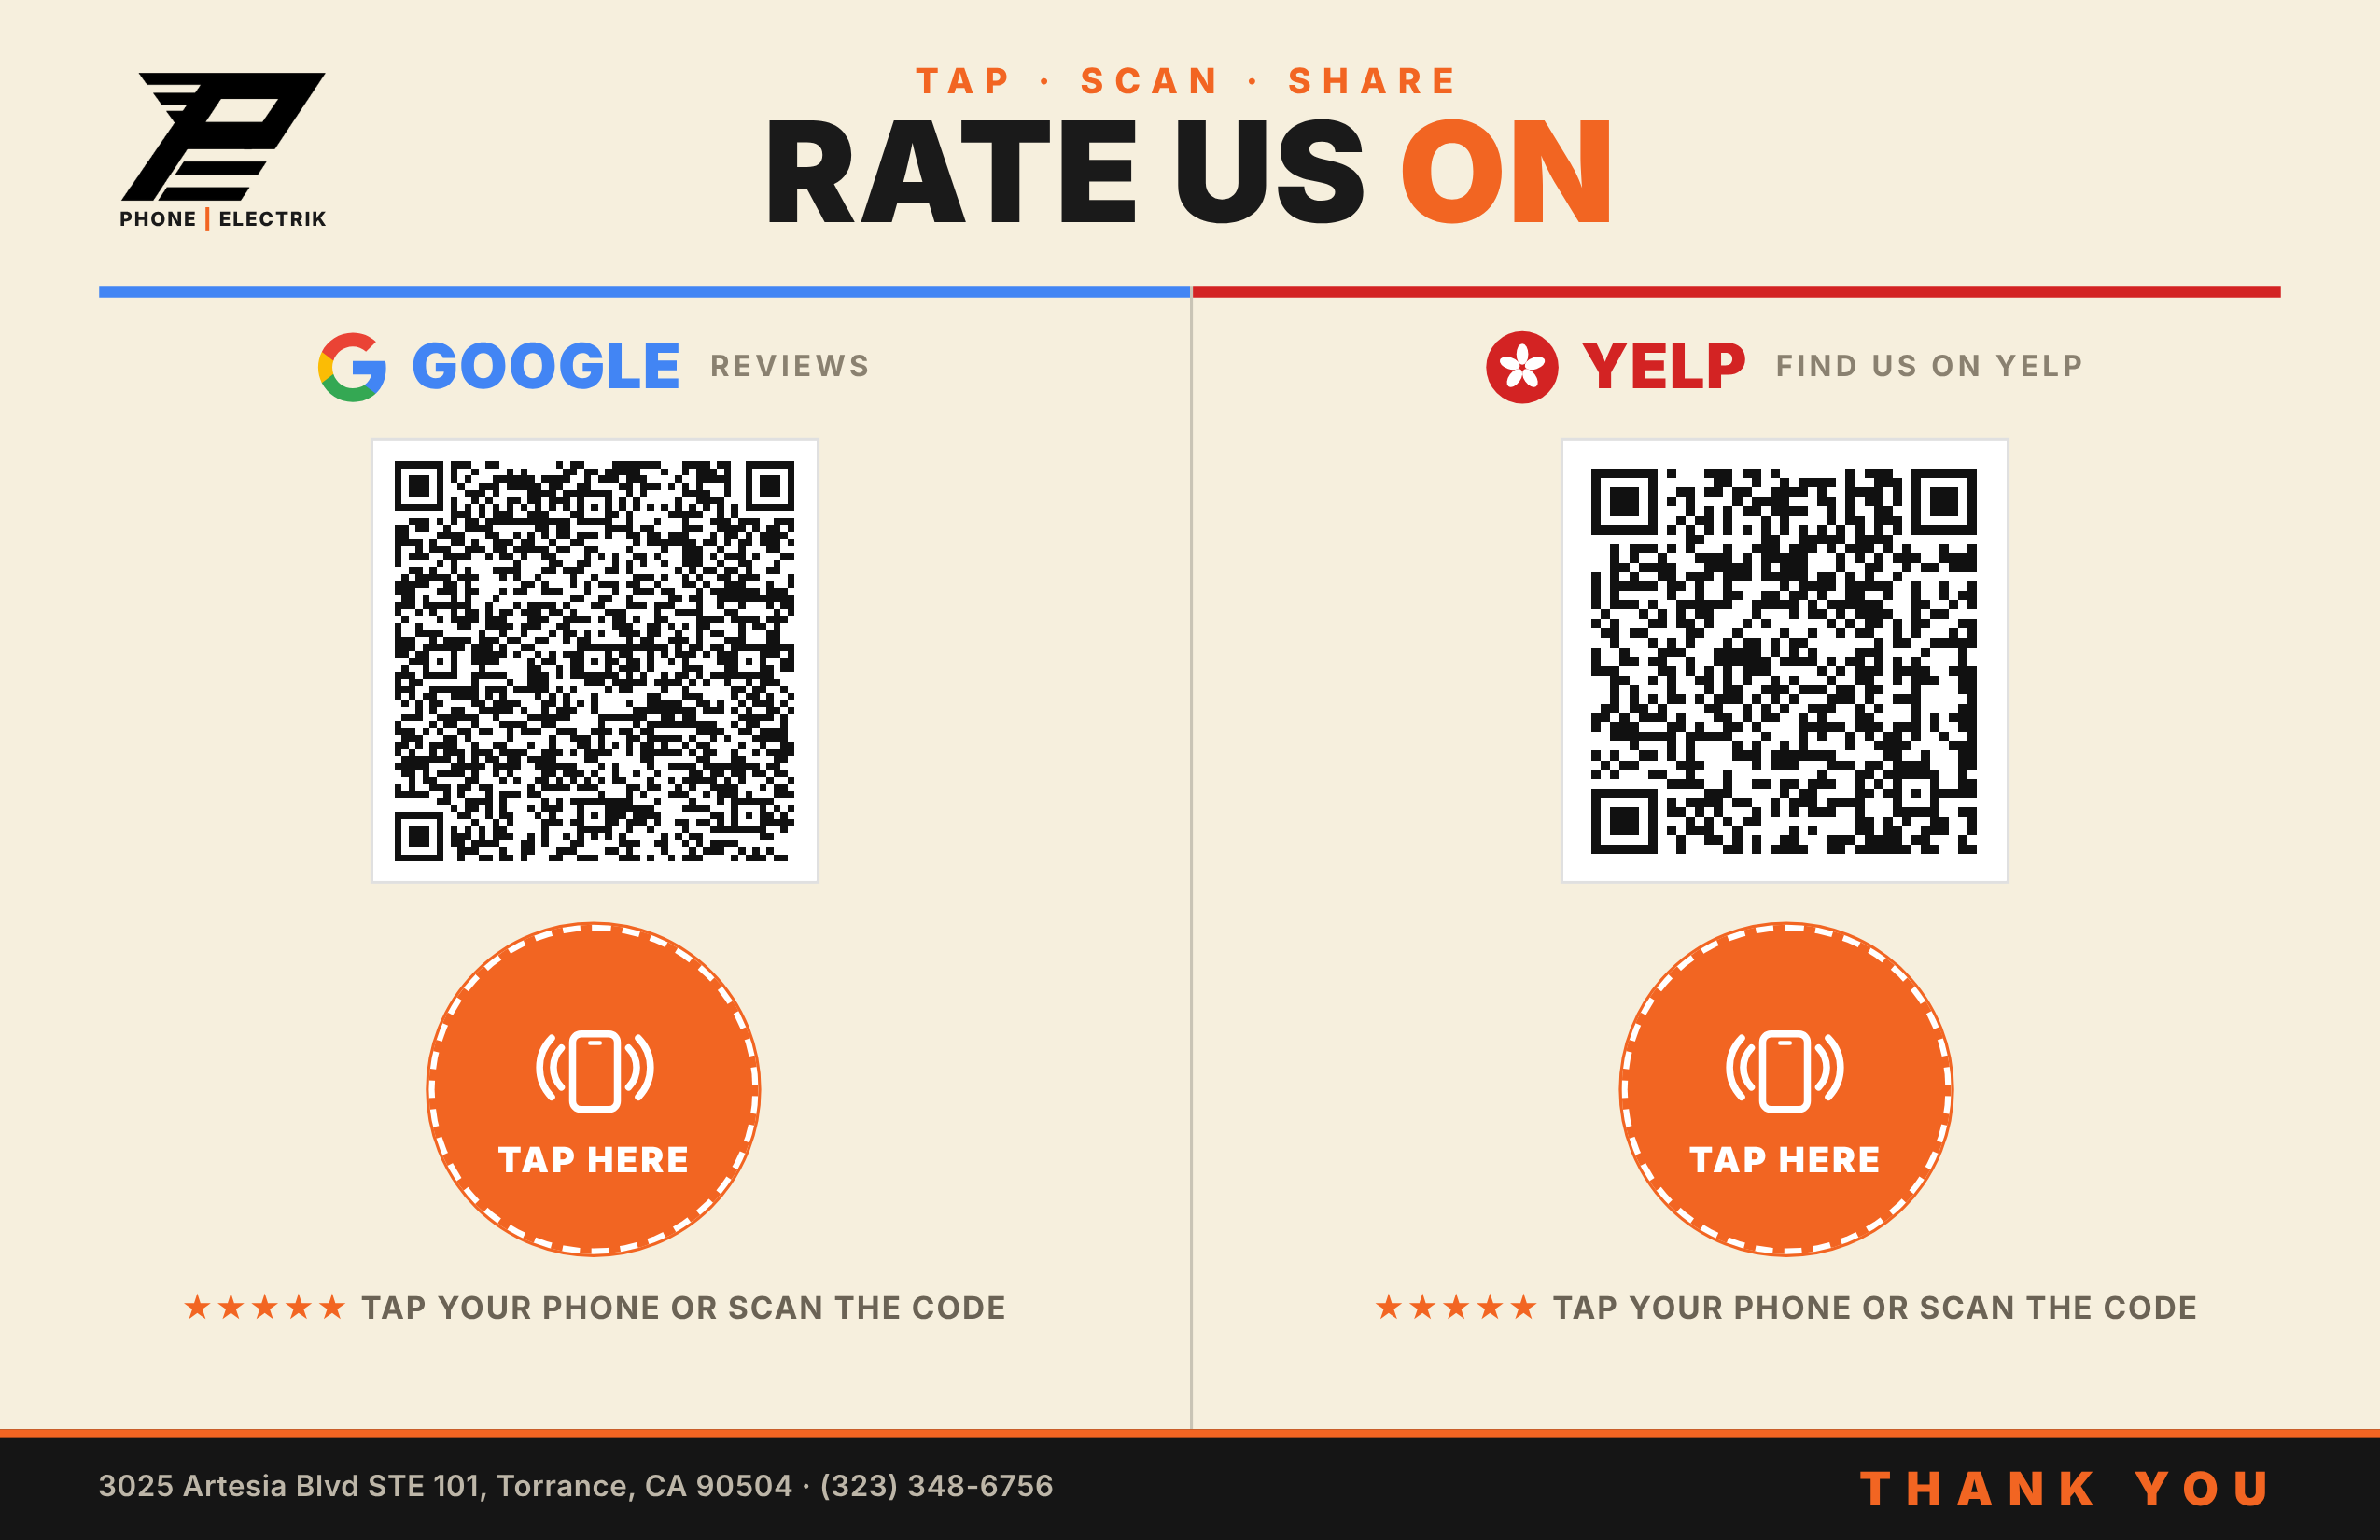 TAP · SCAN · SHARE
RATE US ON
PHONE | ELECTRIK
GOOGLE REVIEWS
TAP HERE
★★★★★ TAP YOUR PHONE OR SCAN THE CODE
YELP FIND US ON YELP
TAP HERE
★★★★★ TAP YOUR PHONE OR SCAN THE CODE
3025 Artesia Blvd STE 101, Torrance, CA 90504 · (323) 348-6756
THANK YOU